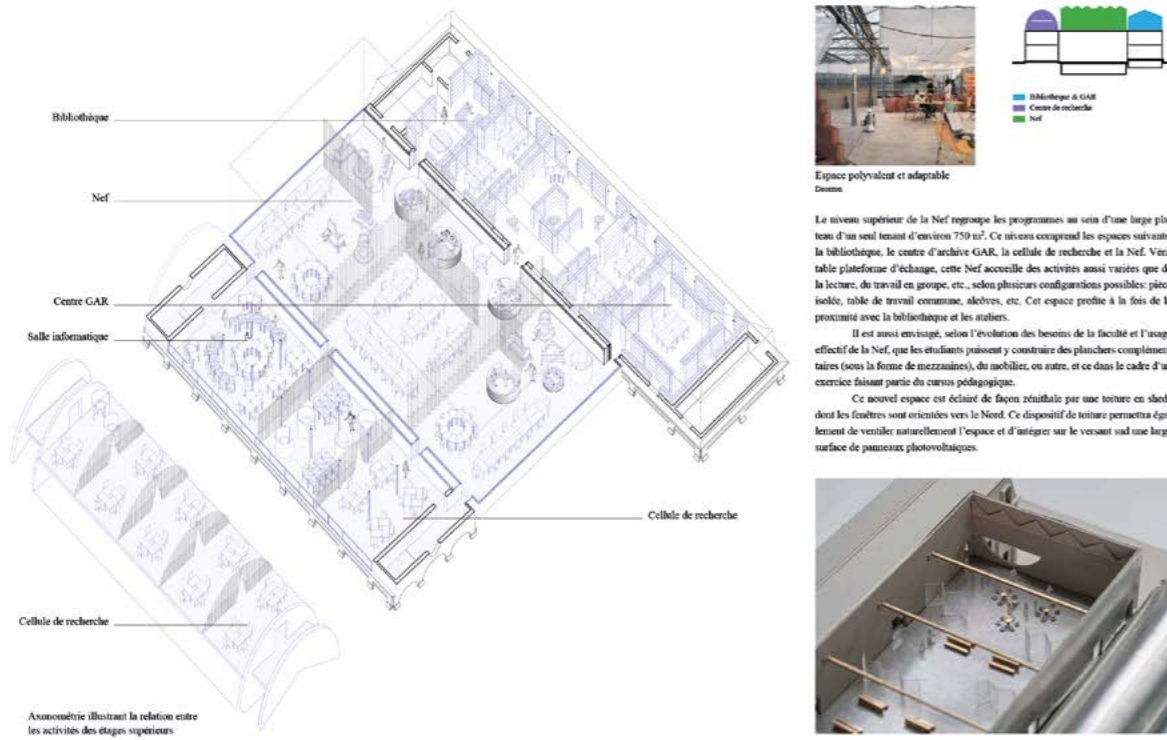 Bibliothèque
Nef
Centre GAR
Salle informatique
Cellule de recherche
Cellule de recherche
Axonométrie illustrant la relation entre
les activités des étages supérieurs
Bibliothèque & GAR
Centre de recherche
Nef
Espace polyvalent et adaptable
Le niveau supérieur de la Nef regroupe les programmes au sein d'une large pla
teau d'un seul tenant d'environ 750 m². Ce niveau comprend les espaces suivants
la bibliothèque, le centre d'archive GAR, la cellule de recherche et la Nef. Véri
table plateforme d'échange, cette Nef accueille des activités aussi variées que d
la lecture, du travail en groupe, etc., selon plusieurs configurations possibles: pièc
isolée, table de travail commune, alcôves, etc. Cet espace profite à la fois de l
proximité avec la bibliothèque et les ateliers.
Il est aussi envisagé, selon l'évolution des besoins de la faculté et l'usag
effectif de la Nef, que les étudiants puissent y construire des planchers complémen
taires (sous la forme de mezzanines), du mobilier, ou autre, et ce dans le cadre d'u
exercice faisant partie du cursus pédagogique.
Ce nouvel espace est éclairé de façon zénithale par une toiture en shed
dont les fenêtres sont orientées vers le Nord. Ce dispositif de toiture permettra éga
lement de ventiler naturellement l'espace et d'intégrer sur le versant sud une larg
surface de panneaux photovoltaïques.